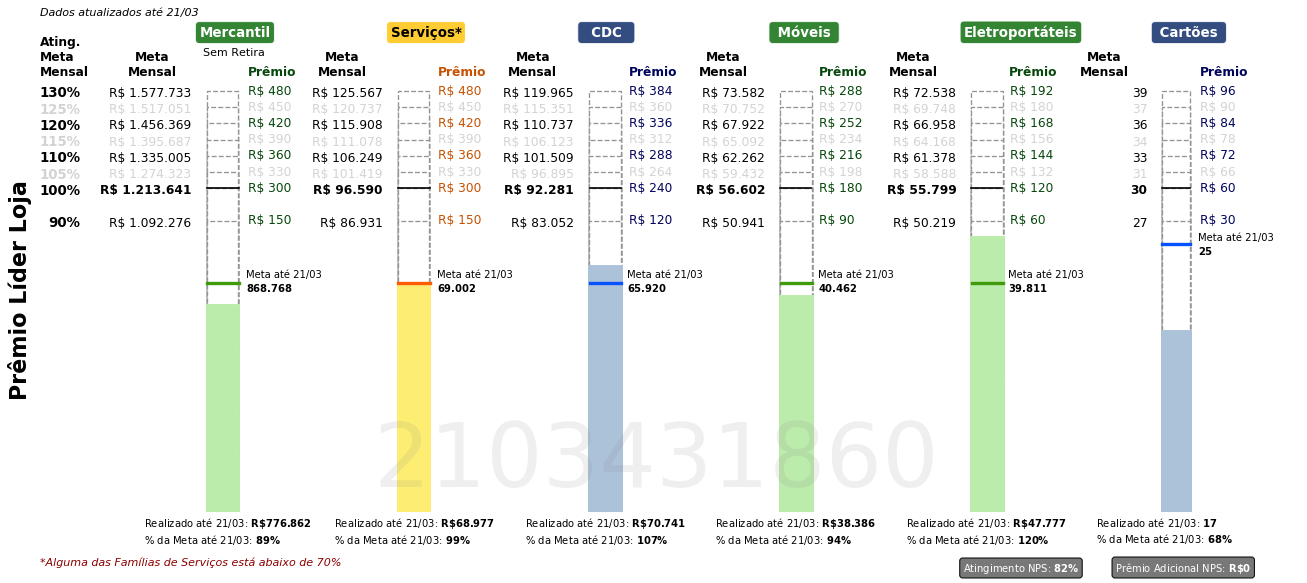 Dados atualizados até 21/03
Mercantil Serviços* CDC Móveis Eletroportáteis Cartões
Sem Retira
Ating. Meta Mensal Meta Mensal Prêmio Meta Mensal Prêmio Meta Mensal Prêmio Meta Mensal Prêmio Meta Mensal Prêmio Meta Mensal Prêmio
130% R$ 1.577.733 R$ 480 R$ 125.567 R$ 480 R$ 119.965 R$ 384 R$ 73.582 R$ 288 R$ 72.538 R$ 192 39 R$ 96
125% R$ 1.517.051 R$ 450 R$ 120.737 R$ 450 R$ 115.351 R$ 360 R$ 70.752 R$ 270 R$ 69.748 R$ 180 37 R$ 90
120% R$ 1.456.369 R$ 420 R$ 115.908 R$ 420 R$ 110.737 R$ 336 R$ 67.922 R$ 252 R$ 66.958 R$ 168 36 R$ 84
115% R$ 1.395.687 R$ 390 R$ 111.078 R$ 390 R$ 106.123 R$ 312 R$ 65.092 R$ 234 R$ 64.168 R$ 156 34 R$ 78
110% R$ 1.335.005 R$ 360 R$ 106.249 R$ 360 R$ 101.509 R$ 288 R$ 62.262 R$ 216 R$ 61.378 R$ 144 33 R$ 72
105% R$ 1.274.323 R$ 330 R$ 101.419 R$ 330 R$ 96.895 R$ 264 R$ 59.432 R$ 198 R$ 58.588 R$ 132 31 R$ 66
100% R$ 1.213.641 R$ 300 R$ 96.590 R$ 300 R$ 92.281 R$ 240 R$ 56.602 R$ 180 R$ 55.799 R$ 120 30 R$ 60
90% R$ 1.092.276 R$ 150 R$ 86.931 R$ 150 R$ 83.052 R$ 120 R$ 50.941 R$ 90 R$ 50.219 R$ 60 27 R$ 30
Meta até 21/03
25
Meta até 21/03 Meta até 21/03 Meta até 21/03 Meta até 21/03 Meta até 21/03
868.768 69.002 65.920 40.462 39.811
Prêmio Líder Loja
2103431860
Realizado até 21/03: R$776.862 Realizado até 21/03: R$68.977 Realizado até 21/03: R$70.741 Realizado até 21/03: R$38.386 Realizado até 21/03: R$47.777 Realizado até 21/03: 17
% da Meta até 21/03: 89% % da Meta até 21/03: 99% % da Meta até 21/03: 107% % da Meta até 21/03: 94% % da Meta até 21/03: 120% % da Meta até 21/03: 68%
*Alguma das Famílias de Serviços está abaixo de 70% Atingimento NPS: 82% Prêmio Adicional NPS: R$0